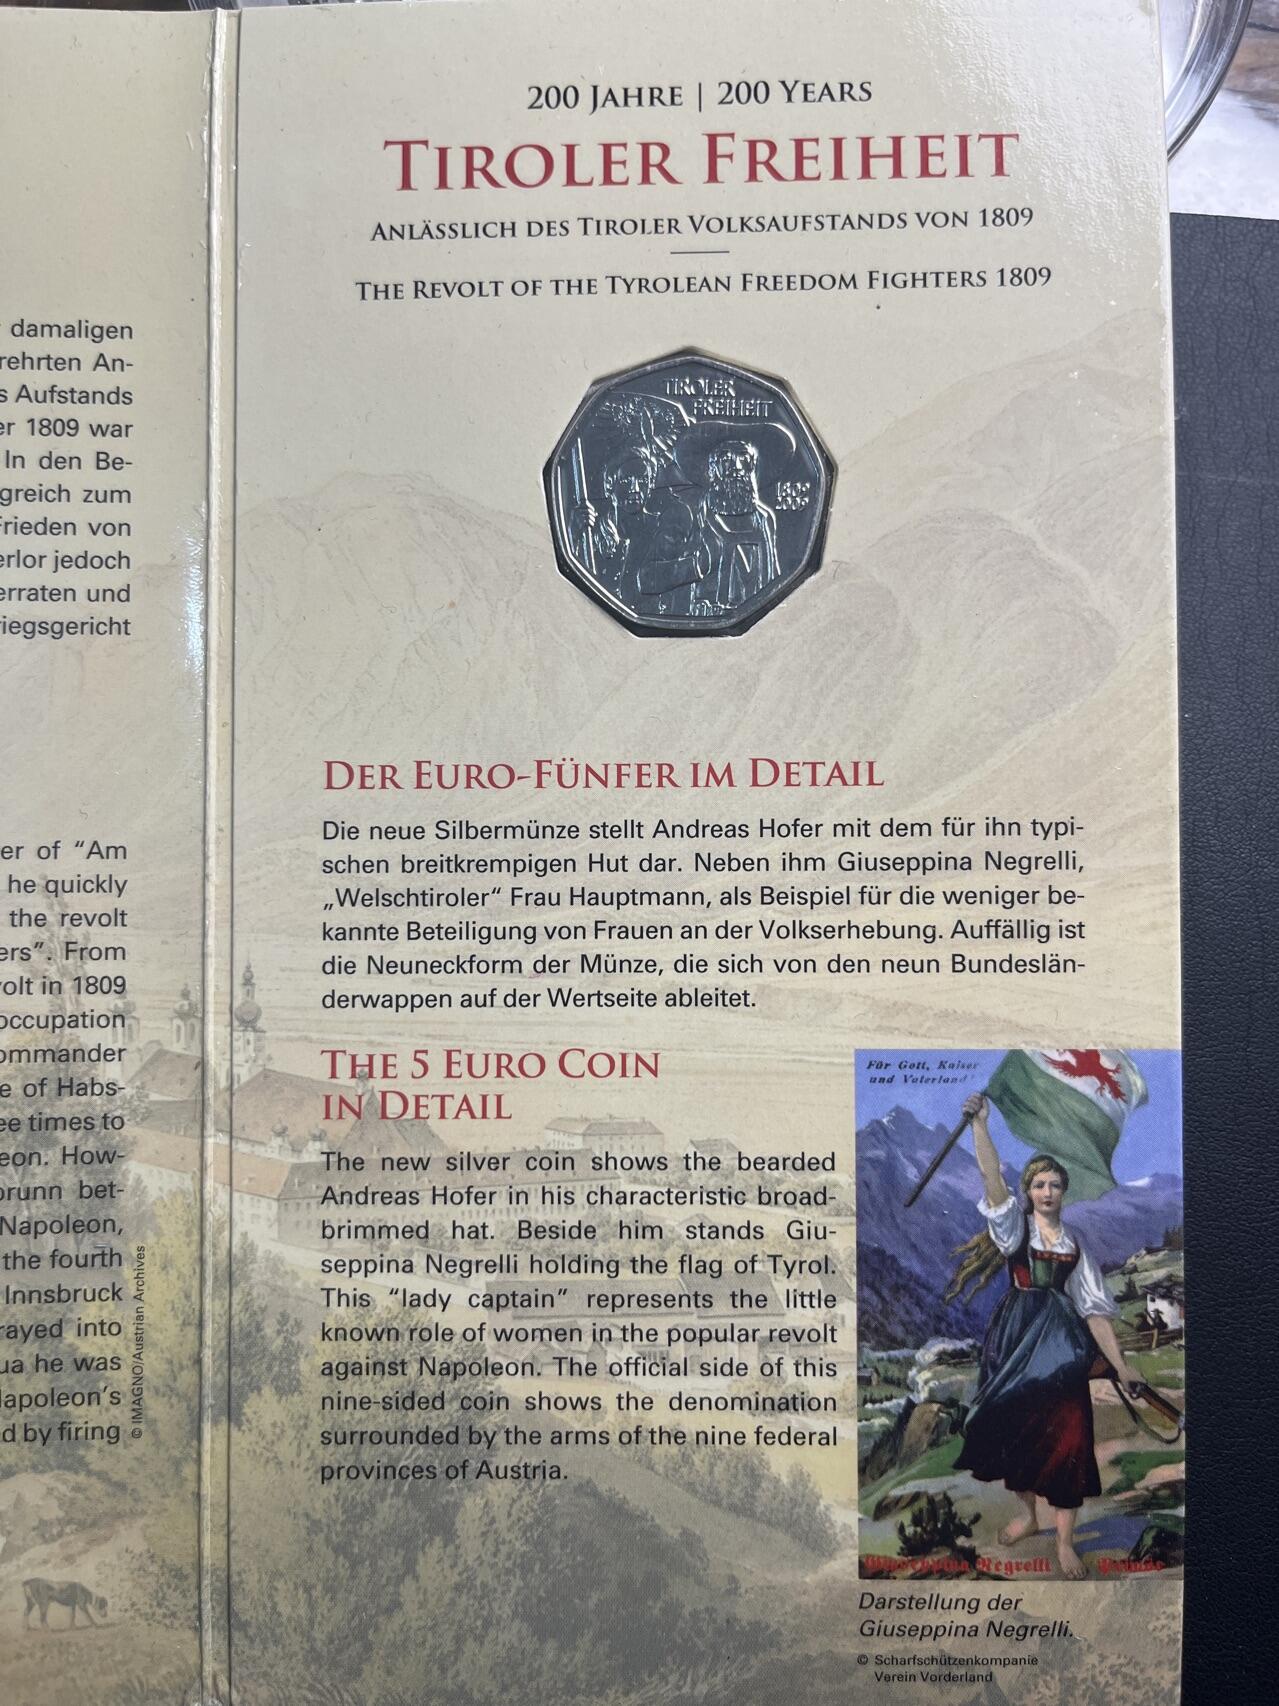 damaligen
rehrten An-
s Aufstands
er 1809 war
In den Be-
greich zum
Frieden von
erlor jedoch
erraten und
riegsgericht
er of “Am
he quickly
the revolt
ers”. From
volt in 1809
occupation
ommander
e of Habs-
ee times to
eon. How-
brunn bet-
Napoleon,
the fourth
Innsbruck
rayed into
ua he was
Napoleon's
d by firing
© IMAGNO/Austrian Archives
200 JAHRE | 200 YEARS
TIROLER FREIHEIT
ANLÄSSLICH DES TIROLER VOLKSAUFSTANDS VON 1809
THE REVOLT OF THE TYROLEAN FREEDOM FIGHTERS 1809
TIROLER
FREIHEIT
1809
2009
DER EURO-FÜNFER IM DETAIL
Die neue Silbermünze stellt Andreas Hofer mit dem für ihn typi-
schen breitkrempigen Hut dar. Neben ihm Giuseppina Negrelli,
„Welschtiroler“ Frau Hauptmann, als Beispiel für die weniger be-
kannte Beteiligung von Frauen an der Volkserhebung. Auffällig ist
die Neuneckform der Münze, die sich von den neun Bundeslän-
derwappen auf der Wertseite ableitet.
THE 5 EURO COIN
IN DETAIL
The new silver coin shows the bearded
Andreas Hofer in his characteristic broad-
brimmed hat. Beside him stands Giu-
seppina Negrelli holding the flag of Tyrol.
This “lady captain” represents the little
known role of women in the popular revolt
against Napoleon. The official side of this
nine-sided coin shows the denomination
surrounded by the arms of the nine federal
provinces of Austria.
Für Gott, Kaiser
und Vaterland!
Giuseppina Negrelli
Darstellung der
Giuseppina Negrelli.
© Scharfschützenkompanie
Verein Vorderland